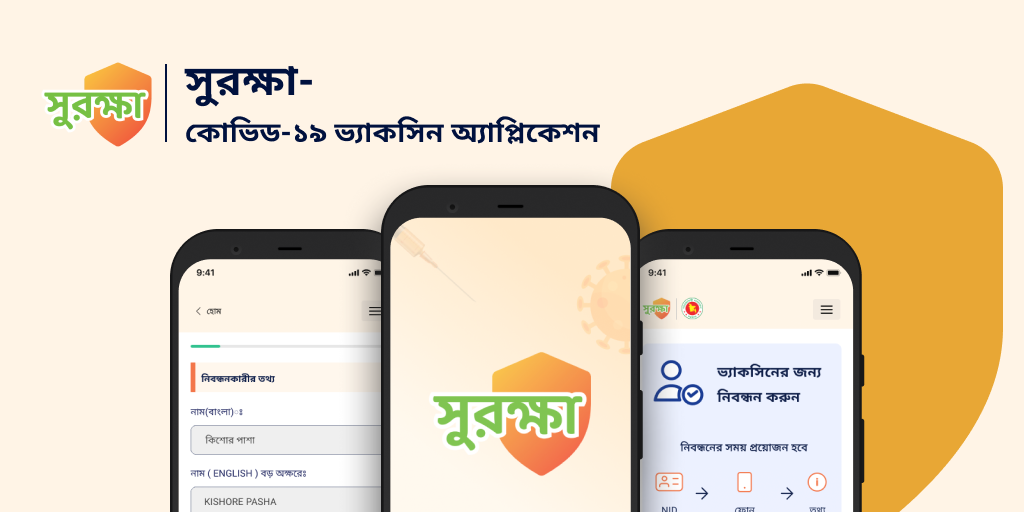 সুরক্ষা
সুরক্ষা-
কোভিড-১৯ ভ্যাকসিন অ্যাপ্লিকেশন
9:41
হোম
নিবন্ধনকারীর তথ্য
নাম(বাংলা)ঃ
কিশোর পাশা
নাম ( ENGLISH ) বড় অক্ষরেঃ
KISHORE PASHA
সুরক্ষা
9:41
সুরক্ষা
ভ্যাকসিনের জন্য
নিবন্ধন করুন
নিবন্ধনের সময় প্রয়োজন হবে
NID
ফোন
তথ্য